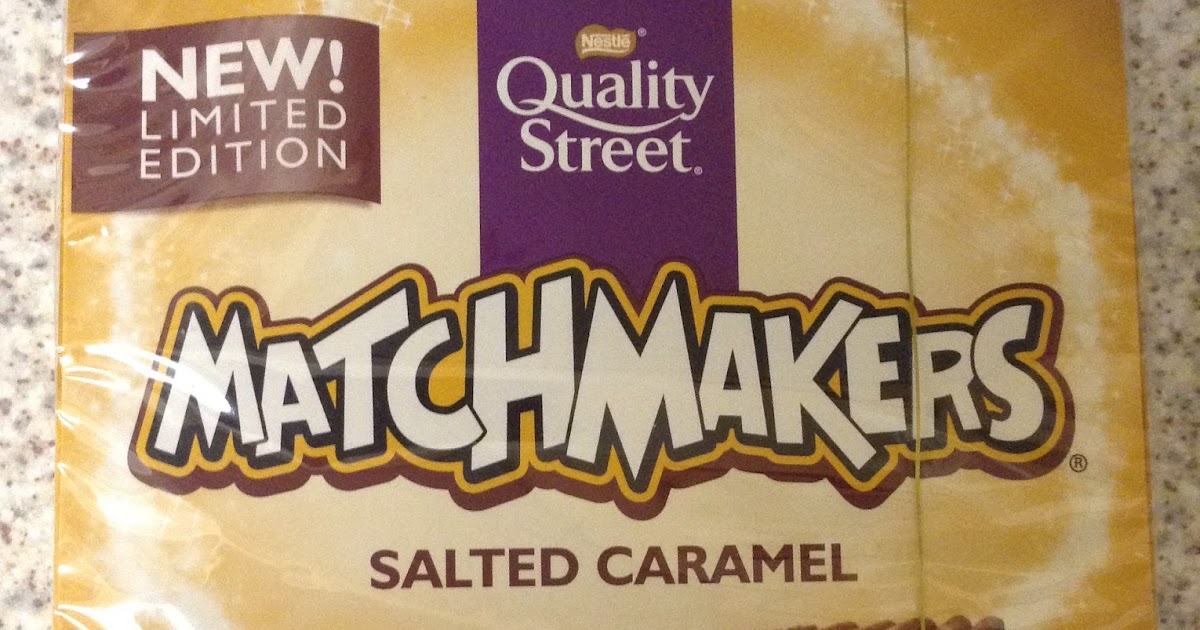 NEW!
LIMITED
EDITION
Nestlé®
Quality
Street®
MATCHMAKERS®
SALTED CARAMEL